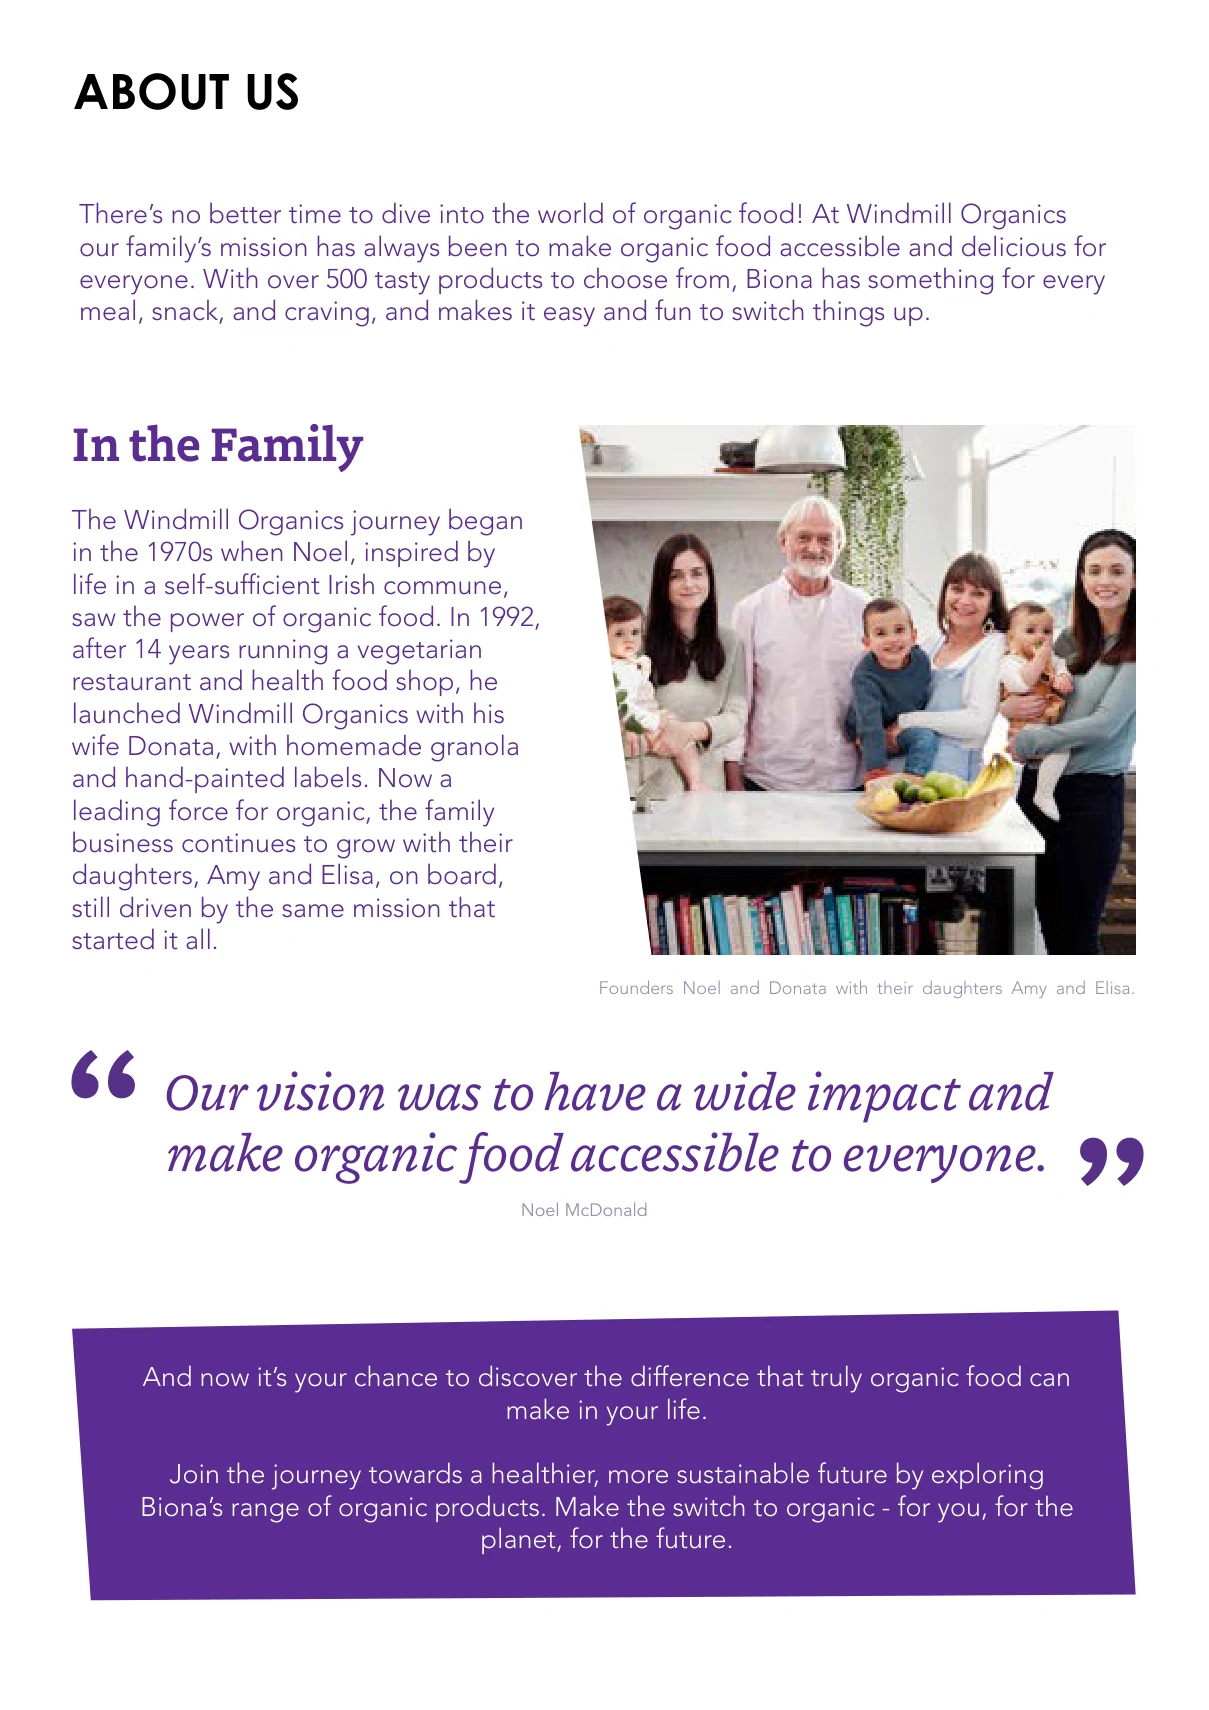 ABOUT US
There’s no better time to dive into the world of organic food! At Windmill Organics
our family’s mission has always been to make organic food accessible and delicious for
everyone. With over 500 tasty products to choose from, Biona has something for every
meal, snack, and craving, and makes it easy and fun to switch things up.
In the Family
The Windmill Organics journey began
in the 1970s when Noel, inspired by
life in a self-sufficient Irish commune,
saw the power of organic food. In 1992,
after 14 years running a vegetarian
restaurant and health food shop, he
launched Windmill Organics with his
wife Donata, with homemade granola
and hand-painted labels. Now a
leading force for organic, the family
business continues to grow with their
daughters, Amy and Elisa, on board,
still driven by the same mission that
started it all.
Founders Noel and Donata with their daughters Amy and Elisa.
“ Our vision was to have a wide impact and
make organic food accessible to everyone. ”
Noel McDonald
And now it’s your chance to discover the difference that truly organic food can
make in your life.
Join the journey towards a healthier, more sustainable future by exploring
Biona’s range of organic products. Make the switch to organic - for you, for the
planet, for the future.